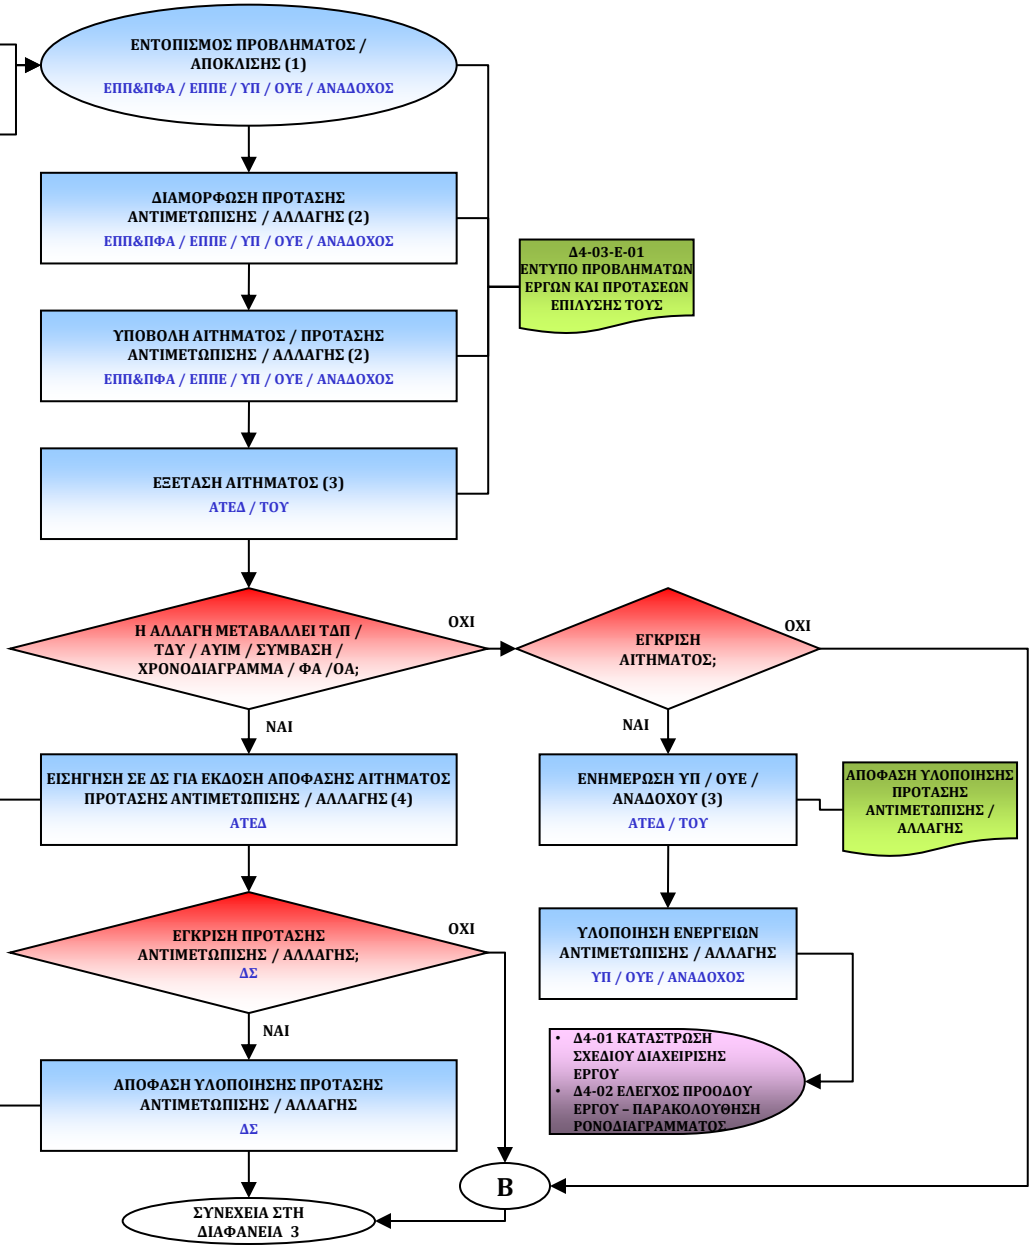 ΕΝΤΟΠΙΣΜΟΣ ΠΡΟΒΛΗΜΑΤΟΣ /
ΑΠΟΚΛΙΣΗΣ (1)
ΕΠΠ&ΠΦΑ / ΕΠΠΕ / ΥΠ / ΟΥΕ / ΑΝΑΔΟΧΟΣ
ΔΙΑΜΟΡΦΩΣΗ ΠΡΟΤΑΣΗΣ
ΑΝΤΙΜΕΤΩΠΙΣΗΣ / ΑΛΛΑΓΗΣ (2)
ΕΠΠ&ΠΦΑ / ΕΠΠΕ / ΥΠ / ΟΥΕ / ΑΝΑΔΟΧΟΣ
Δ4-03-Ε-01
ΕΝΤΥΠΟ ΠΡΟΒΛΗΜΑΤΩΝ
ΕΡΓΩΝ ΚΑΙ ΠΡΟΤΑΣΕΩΝ
ΕΠΙΛΥΣΗΣ ΤΟΥΣ
ΥΠΟΒΟΛΗ ΑΙΤΗΜΑΤΟΣ / ΠΡΟΤΑΣΗΣ
ΑΝΤΙΜΕΤΩΠΙΣΗΣ / ΑΛΛΑΓΗΣ (2)
ΕΠΠ&ΠΦΑ / ΕΠΠΕ / ΥΠ / ΟΥΕ / ΑΝΑΔΟΧΟΣ
ΕΞΕΤΑΣΗ ΑΙΤΗΜΑΤΟΣ (3)
ΑΤΕΔ / ΤΟΥ
Η ΑΛΛΑΓΗ ΜΕΤΑΒΑΛΛΕΙ ΤΔΠ /
ΤΔΥ / ΑΥΙΜ / ΣΥΜΒΑΣΗ /
ΧΡΟΝΟΔΙΑΓΡΑΜΜΑ / ΦΑ /ΟΑ;
ΟΧΙ
ΝΑΙ
ΕΓΚΡΙΣΗ
ΑΙΤΗΜΑΤΟΣ;
ΟΧΙ
ΝΑΙ
ΕΙΣΗΓΗΣΗ ΣΕ ΔΣ ΓΙΑ ΕΚΔΟΣΗ ΑΠΟΦΑΣΗΣ ΑΙΤΗΜΑΤΟΣ
ΠΡΟΤΑΣΗΣ ΑΝΤΙΜΕΤΩΠΙΣΗΣ / ΑΛΛΑΓΗΣ (4)
ΑΤΕΔ
ΕΝΗΜΕΡΩΣΗ ΥΠ / ΟΥΕ /
ΑΝΑΔΟΧΟΥ (3)
ΑΤΕΔ / ΤΟΥ
ΑΠΟΦΑΣΗ ΥΛΟΠΟΙΗΣΗΣ
ΠΡΟΤΑΣΗΣ
ΑΝΤΙΜΕΤΩΠΙΣΗΣ /
ΑΛΛΑΓΗΣ
ΕΓΚΡΙΣΗ ΠΡΟΤΑΣΗΣ
ΑΝΤΙΜΕΤΩΠΙΣΗΣ / ΑΛΛΑΓΗΣ;
ΔΣ
ΟΧΙ
ΝΑΙ
ΥΛΟΠΟΙΗΣΗ ΕΝΕΡΓΕΙΩΝ
ΑΝΤΙΜΕΤΩΠΙΣΗΣ / ΑΛΛΑΓΗΣ
ΥΠ / ΟΥΕ / ΑΝΑΔΟΧΟΣ
• Δ4-01 ΚΑΤΑΣΤΡΩΣΗ
ΣΧΕΔΙΟΥ ΔΙΑΧΕΙΡΙΣΗΣ
ΕΡΓΟΥ
• Δ4-02 ΕΛΕΓΧΟΣ ΠΡΟΟΔΟΥ
ΕΡΓΟΥ – ΠΑΡΑΚΟΛΟΥΘΗΣΗ
ΡΟΝΟΔΙΑΓΡΑΜΜΑΤΟΣ
ΑΠΟΦΑΣΗ ΥΛΟΠΟΙΗΣΗΣ ΠΡΟΤΑΣΗΣ
ΑΝΤΙΜΕΤΩΠΙΣΗΣ / ΑΛΛΑΓΗΣ
ΔΣ
Β
ΣΥΝΕΧΕΙΑ ΣΤΗ
ΔΙΑΦΑΝΕΙΑ 3